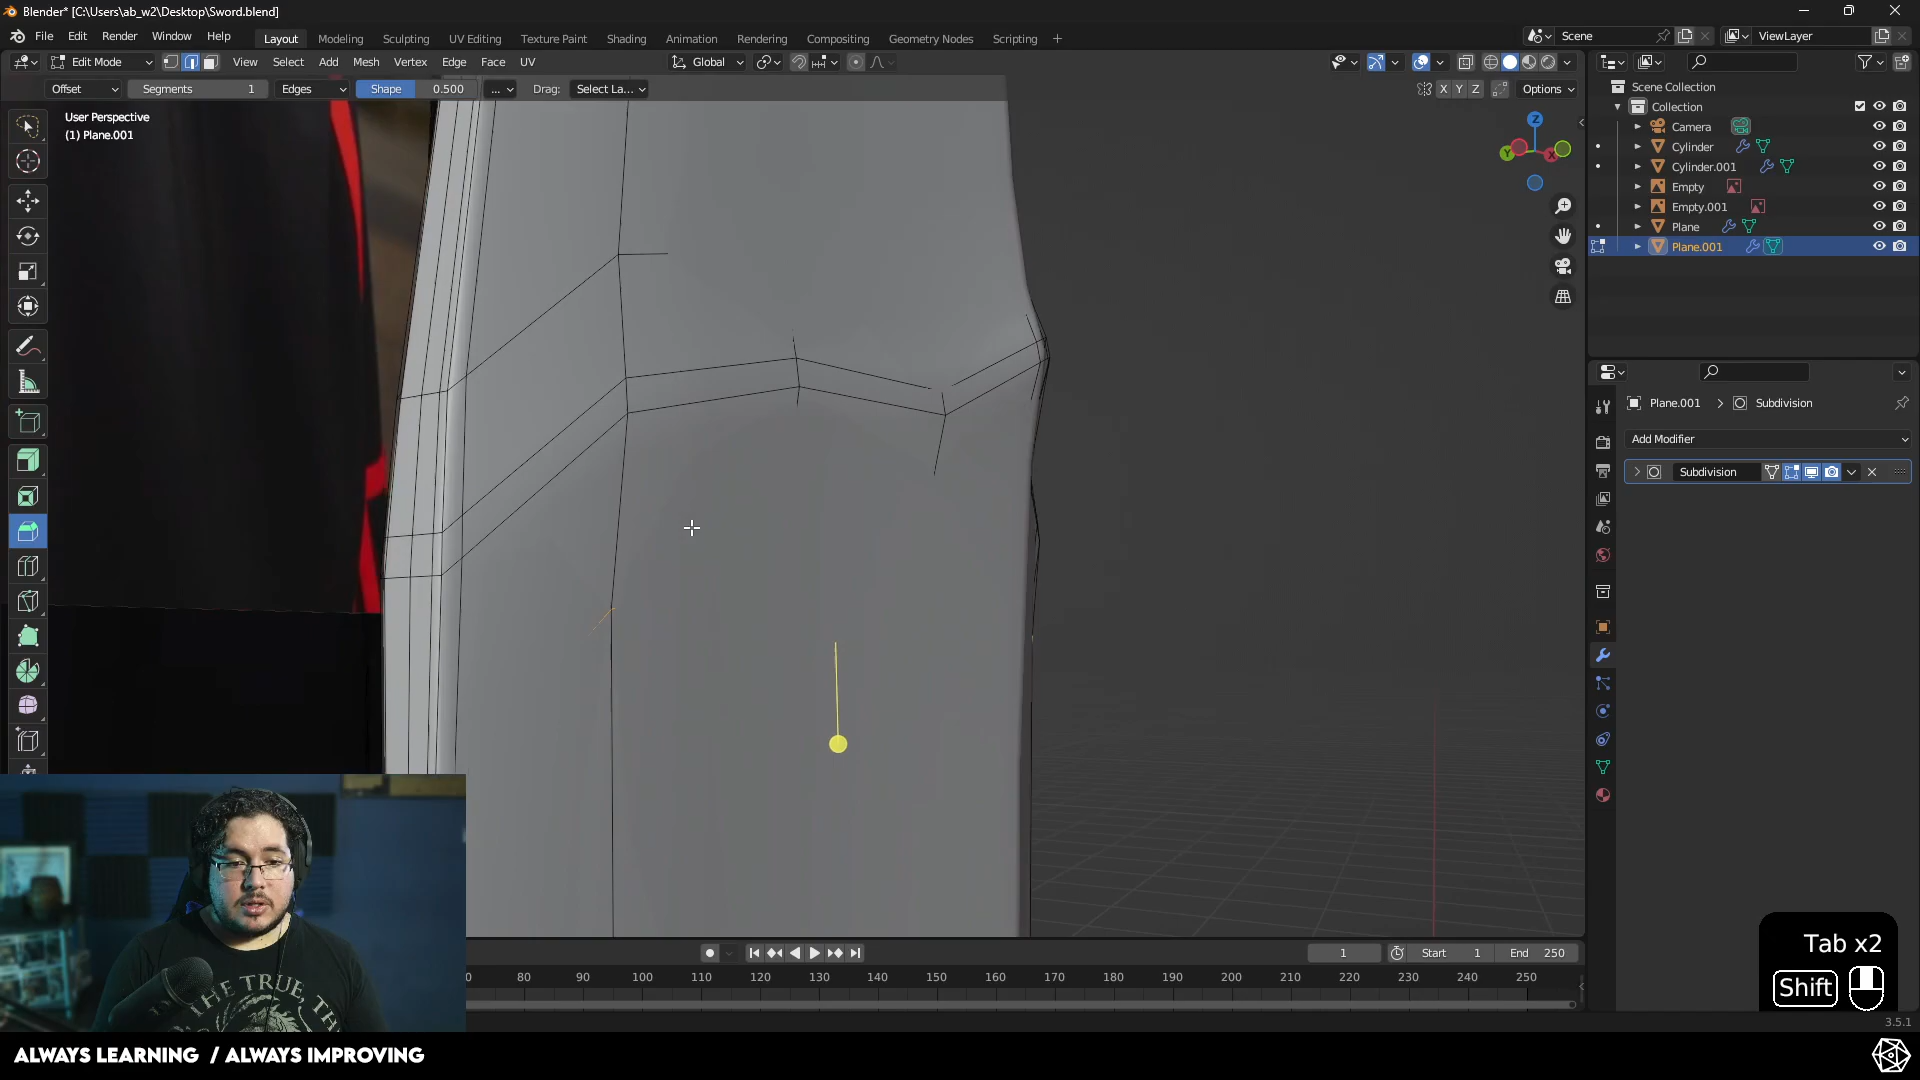 Blender* [C:\Users\ab_w2\Desktop\Sword.blend]
File Edit Render Window Help Layout Modeling Sculpting UV Editing Texture Paint Shading Animation Rendering Compositing Geometry Nodes Scripting + Scene ViewLayer
Edit Mode View Select Add Mesh Vertex Edge Face UV Global
Offset Segments 1 Edges Shape 0.500 ... Drag: Select La... X Y Z Options
User Perspective
(1) Plane.001
Z
Y X
Scene Collection
Collection
Camera
Cylinder
Cylinder.001
Empty
Empty.001
Plane
Plane.001
Plane.001 > Subdivision
Add Modifier
Subdivision
1 Start 1 End 250
0 80 90 100 110 120 130 140 150 160 170 180 190 200 210 220 230 240 250
Tab x2
Shift
3.5.1
THE TRUE, TH
ALWAYS LEARNING / ALWAYS IMPROVING